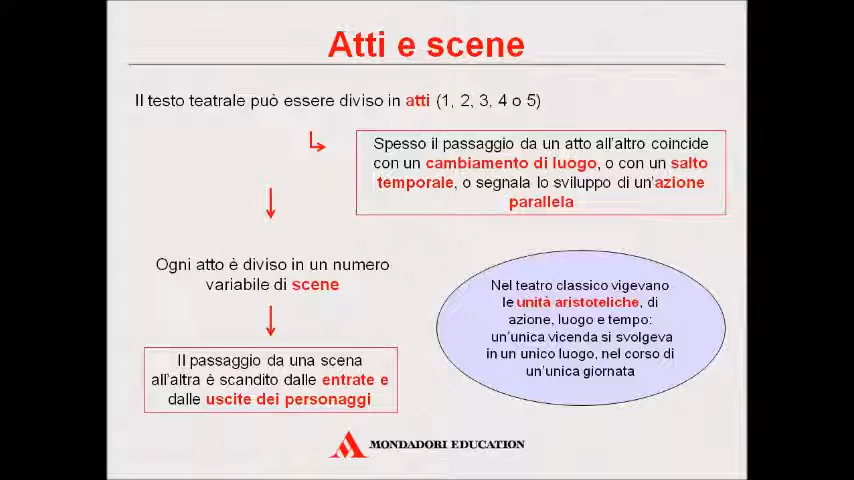 Atti e scene
Il testo teatrale può essere diviso in atti (1, 2, 3, 4 o 5)
Spesso il passaggio da un atto all'altro coincide
con un cambiamento di luogo, o con un salto
temporale, o segnala lo sviluppo di un'azione
parallela
Ogni atto è diviso in un numero
variabile di scene
Il passaggio da una scena
all'altra è scandito dalle entrate e
dalle uscite dei personaggi
Nel teatro classico vigevano
le unità aristoteliche, di
azione, luogo e tempo:
un'unica vicenda si svolgeva
in un unico luogo, nel corso di
un'unica giornata
MONDADORI EDUCATION